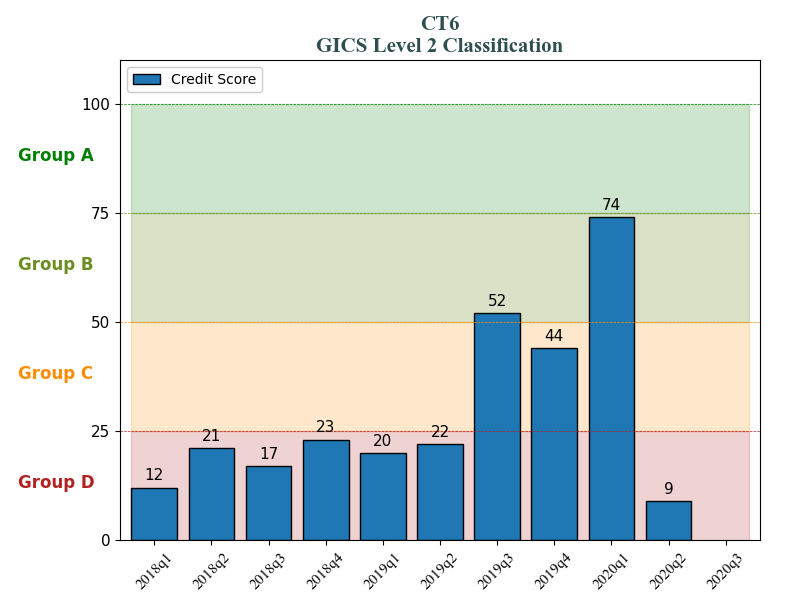 CT6
GICS Level 2 Classification
Credit Score
100
Group A
75
74
Group B
52
50
44
Group C
25
23
22
21
20
17
12
9
Group D
0
2018q1
2018q2
2018q3
2018q4
2019q1
2019q2
2019q3
2019q4
2020q1
2020q2
2020q3